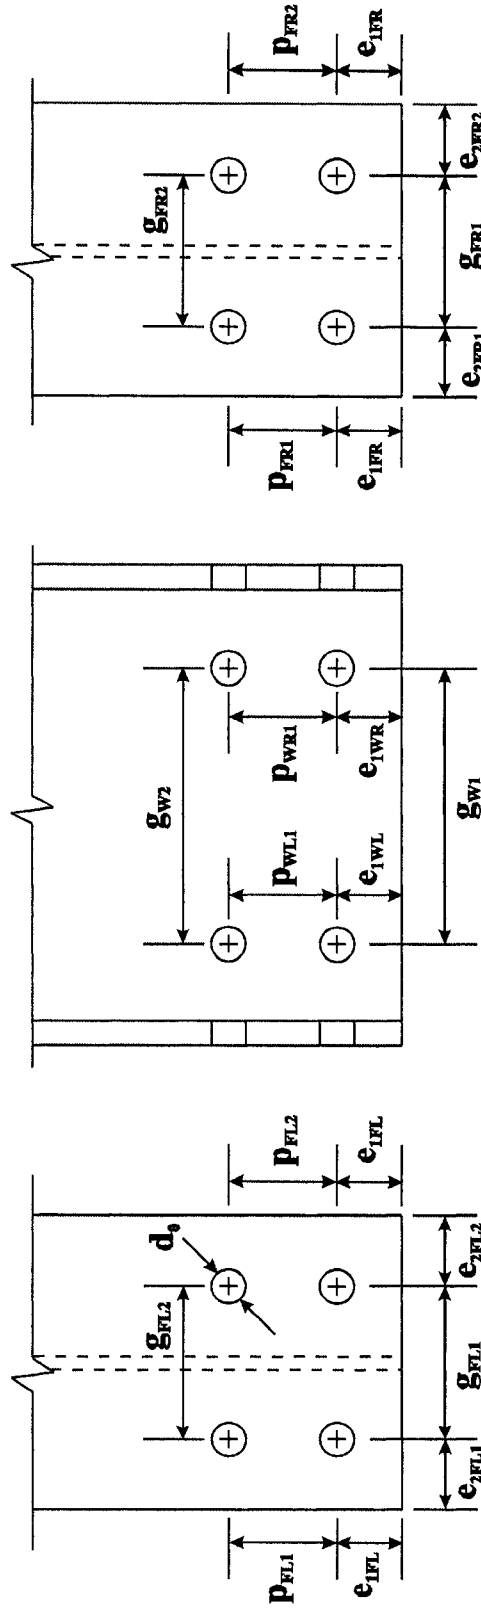 g_FL2
d_0
p_FL1
p_FL2
e_1FL
e_1FL
e_2FL1
g_FL1
e_2FL2
g_W2
p_WL1
p_WR1
e_1WL
e_1WR
g_W1
g_FR2
p_FR1
p_FR2
e_1FR
e_1FR
e_2FR1
g_FR1
e_2FR2